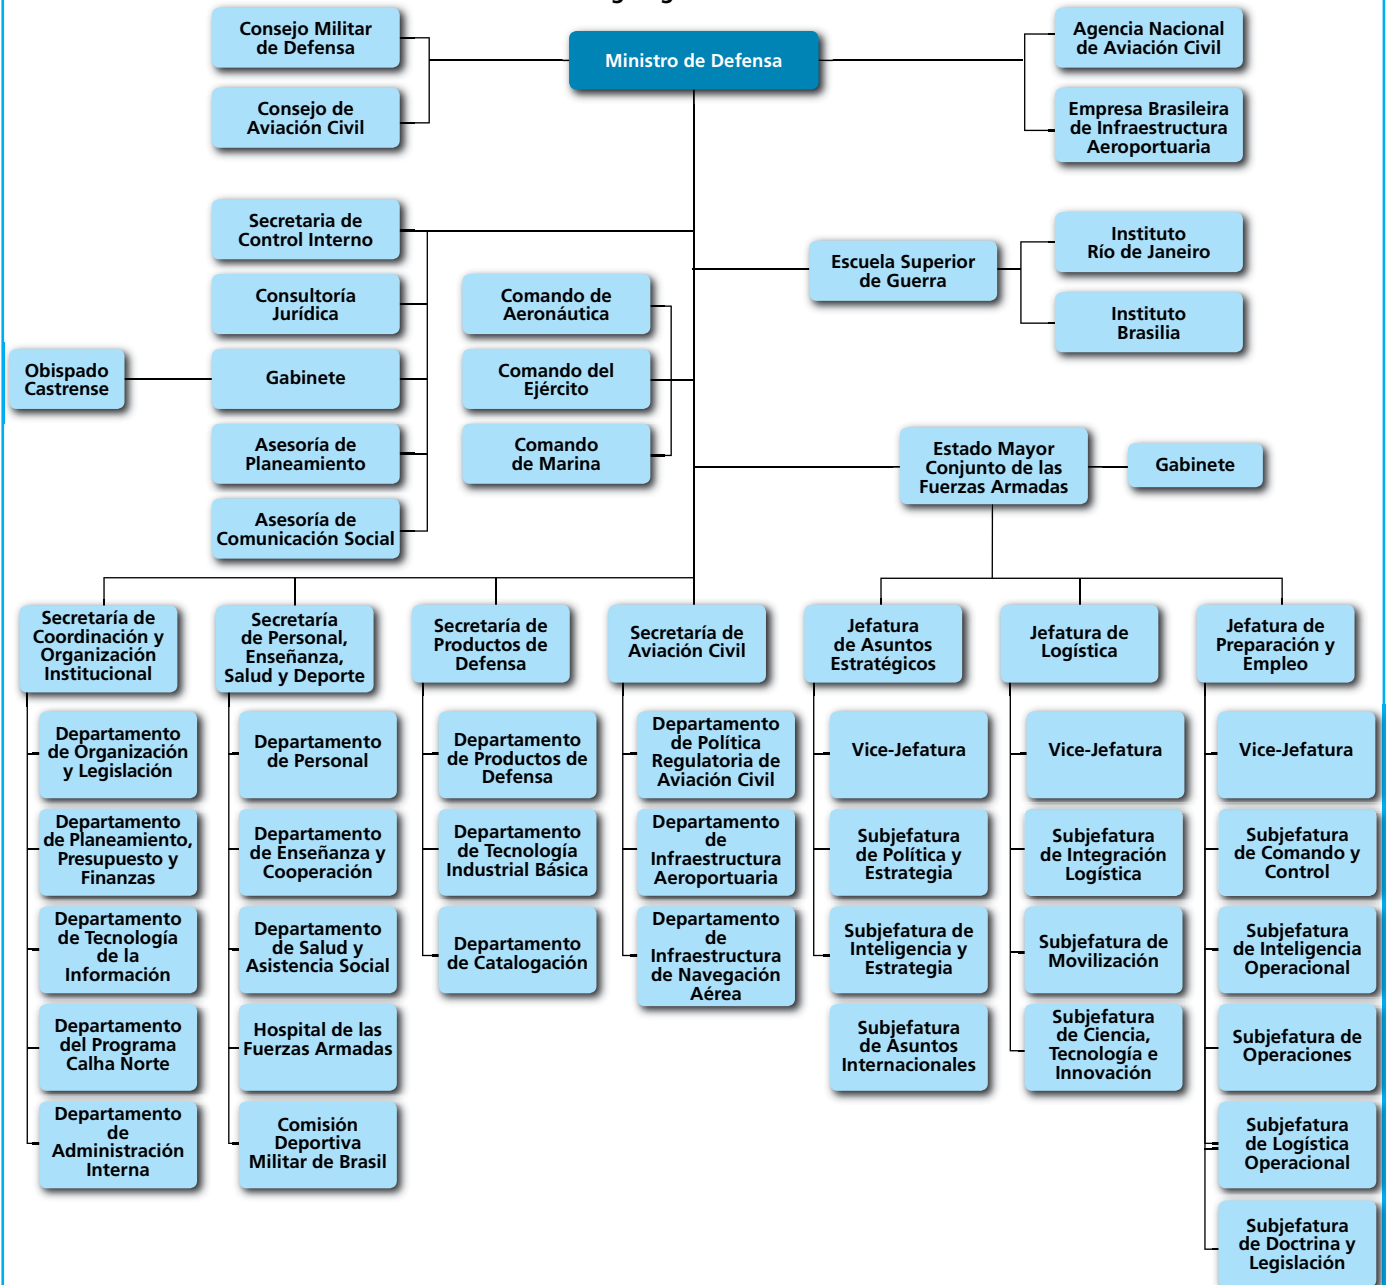 Consejo Militar
de Defensa
Ministro de Defensa
Agencia Nacional
de Aviación Civil
Consejo de
Aviación Civil
Empresa Brasileira
de Infraestructura
Aeroportuaria
Secretaria de
Control Interno
Consultoría
Jurídica
Gabinete
Obispado
Castrense
Asesoría de
Planeamiento
Asesoría de
Comunicación Social
Comando de
Aeronáutica
Comando del
Ejército
Comando
de Marina
Escuela Superior
de Guerra
Instituto
Río de Janeiro
Instituto
Brasilia
Estado Mayor
Conjunto de las
Fuerzas Armadas
Gabinete
Secretaría de
Coordinación y
Organización
Institucional
Departamento
de Organización
y Legislación
Departamento
de Planeamiento,
Presupuesto y
Finanzas
Departamento
de Tecnología
de la
Información
Departamento
del Programa
Calha Norte
Departamento
de
Administración
Interna
Secretaría
de Personal,
Enseñanza,
Salud y Deporte
Departamento
de Personal
Departamento
de Enseñanza y
Cooperación
Departamento
de Salud y
Asistencia Social
Hospital de las
Fuerzas Armadas
Comisión
Deportiva
Militar de Brasil
Secretaría de
Productos de
Defensa
Departamento
de Productos de
Defensa
Departamento
de Tecnología
Industrial Básica
Departamento
de Catalogación
Secretaría de
Aviación Civil
Departamento
de Política
Regulatoria de
Aviación Civil
Departamento
de
Infraestructura
Aeroportuaria
Departamento
de
Infraestructura
de Navegación
Aérea
Jefatura
de Asuntos
Estratégicos
Vice-Jefatura
Subjefatura
de Política y
Estrategia
Subjefatura de
Inteligencia y
Estrategia
Subjefatura
de Asuntos
Internacionales
Jefatura de
Logística
Vice-Jefatura
Subjefatura
de Integración
Logística
Subjefatura de
Movilización
Subjefatura
de Ciencia,
Tecnología e
Innovación
Jefatura de
Preparación y
Empleo
Vice-Jefatura
Subjefatura
de Comando y
Control
Subjefatura
de Inteligencia
Operacional
Subjefatura de
Operaciones
Subjefatura
de Logística
Operacional
Subjefatura
de Doctrina y
Legislación